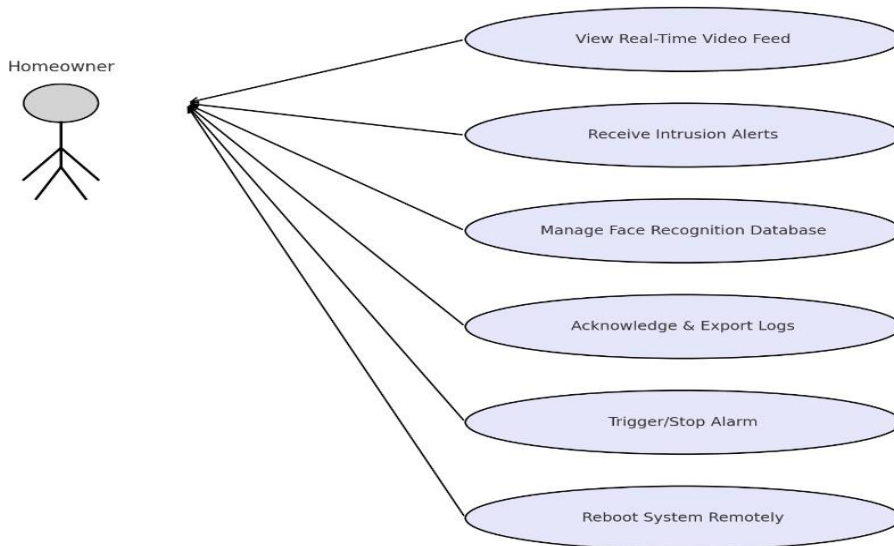 View Real-Time Video Feed
Homeowner
Receive Intrusion Alerts
Manage Face Recognition Database
Acknowledge & Export Logs
Trigger/Stop Alarm
Reboot System Remotely